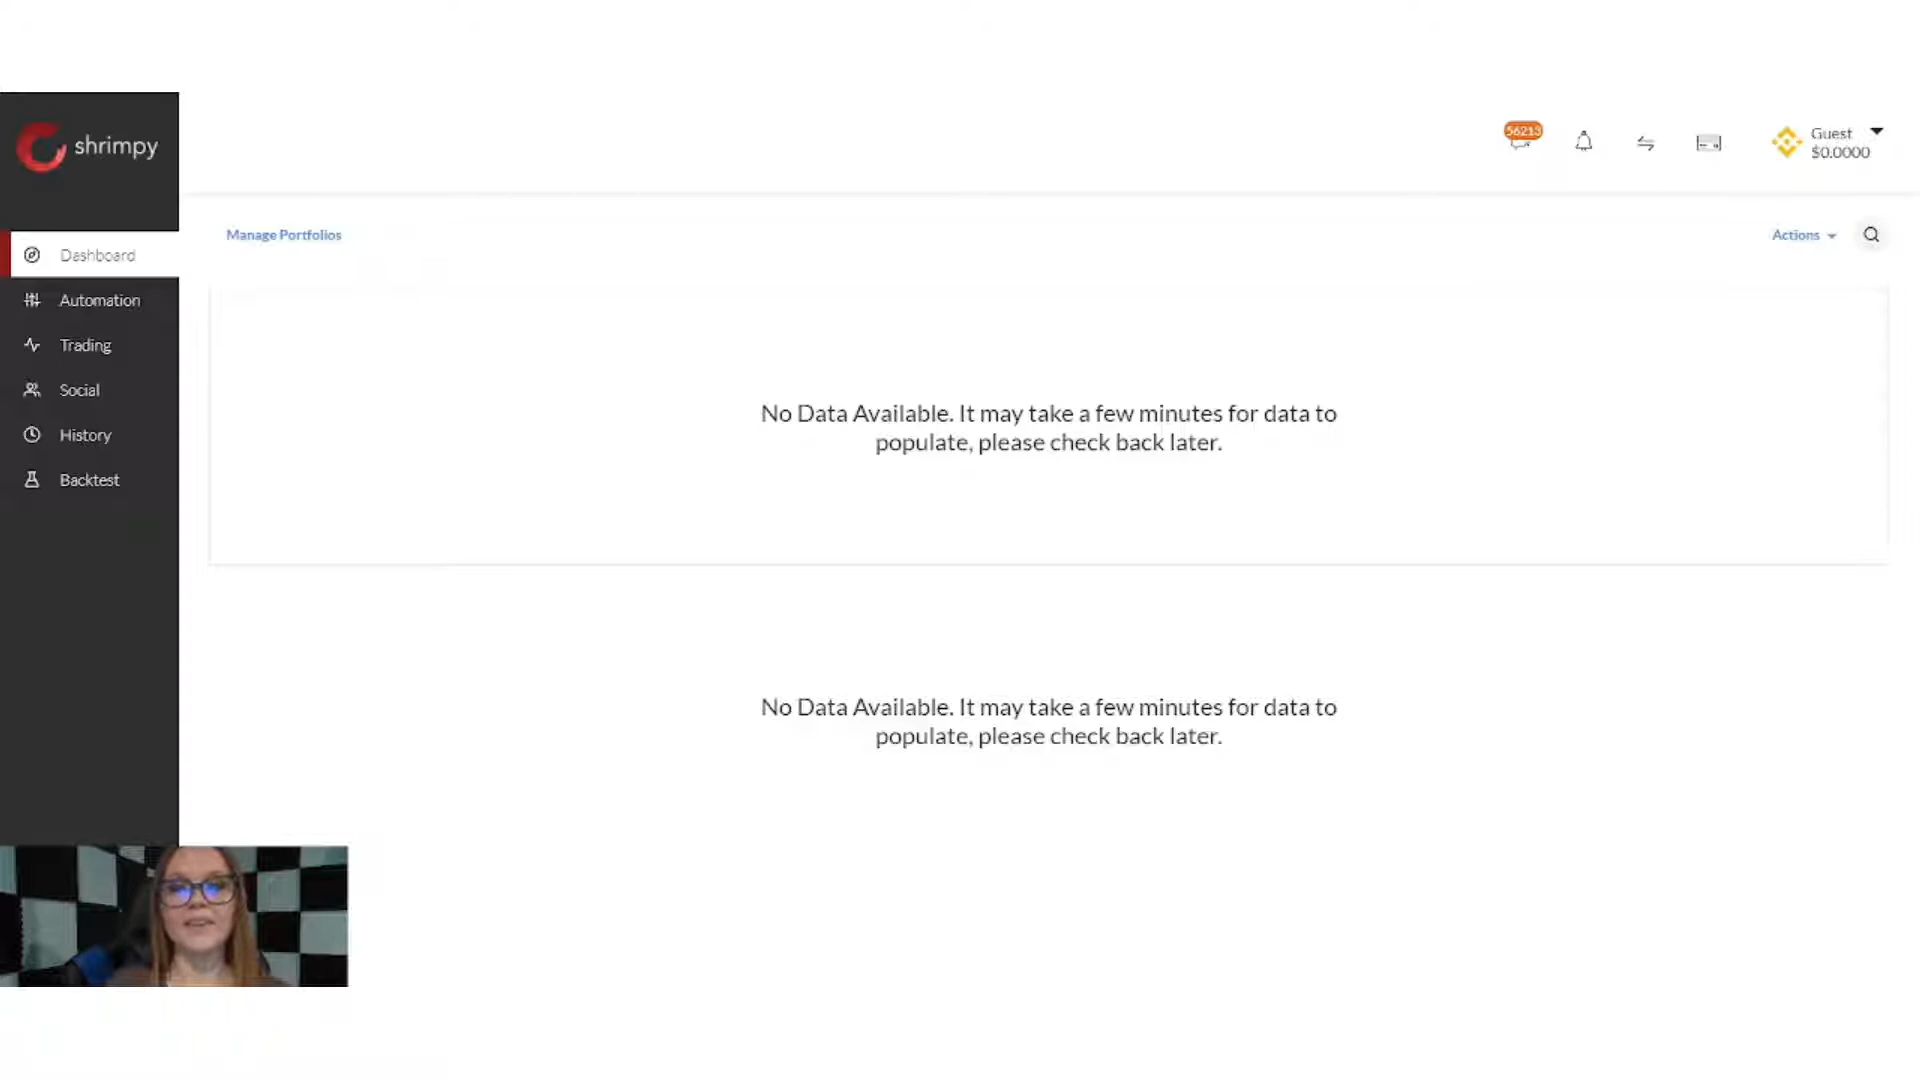 shrimpy
56213
Guest
$0.0000
Manage Portfolios
Actions
Dashboard
Automation
Trading
Social
History
Backtest
No Data Available. It may take a few minutes for data to
populate, please check back later.
No Data Available. It may take a few minutes for data to
populate, please check back later.